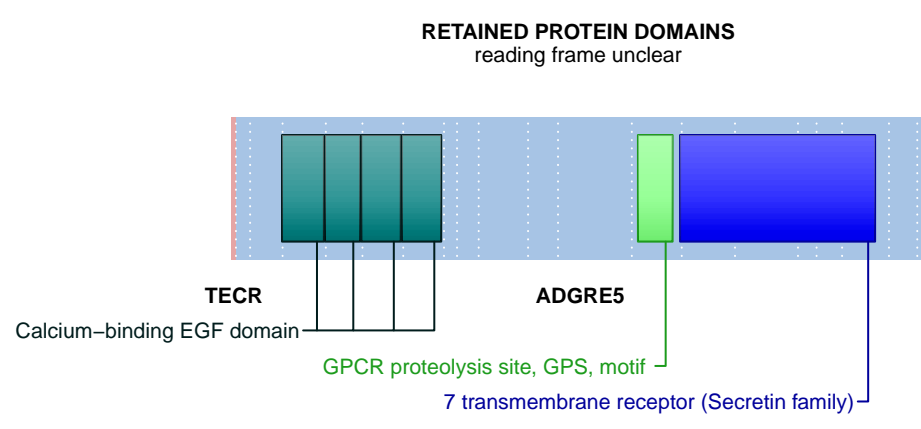 RETAINED PROTEIN DOMAINS
reading frame unclear
TECR
ADGRE5
Calcium−binding EGF domain
GPCR proteolysis site, GPS, motif
7 transmembrane receptor (Secretin family)